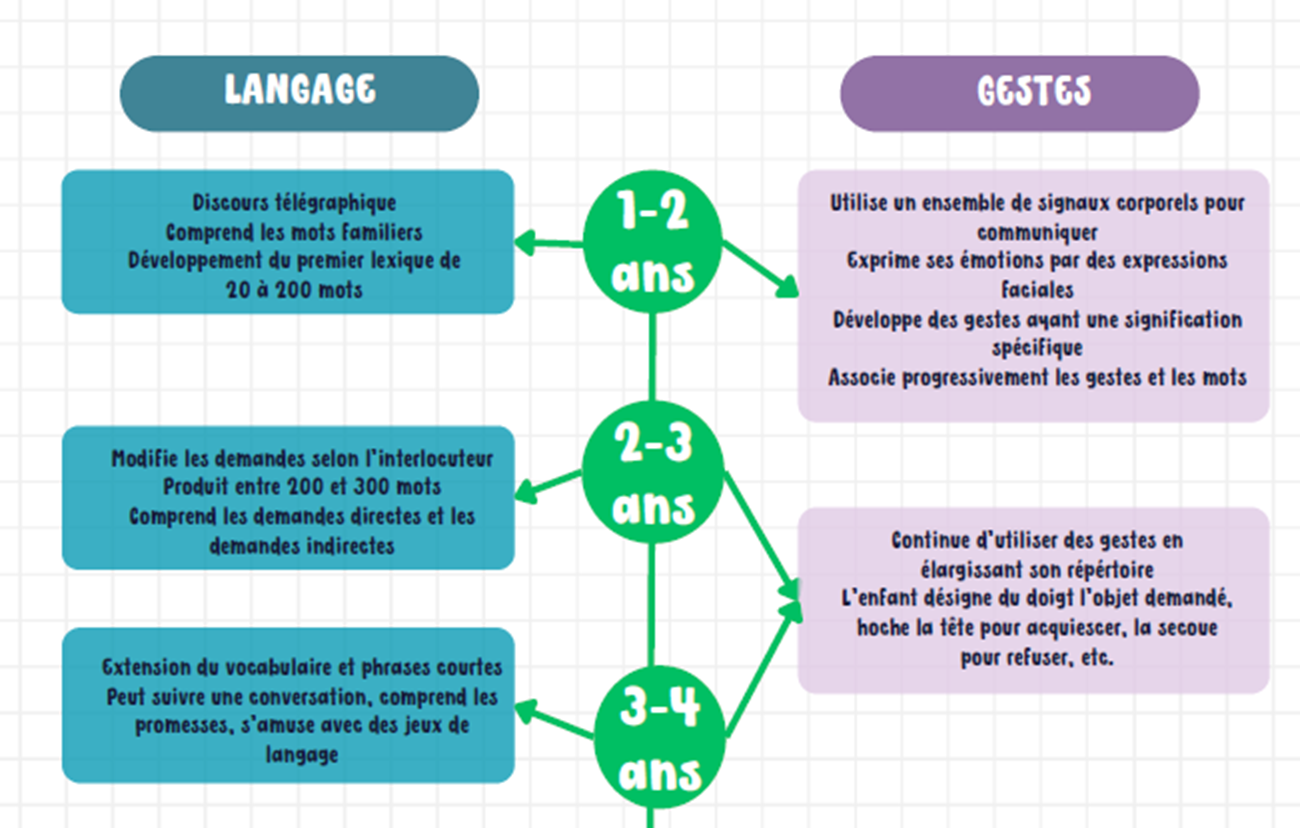 LANGAGE
GESTES
1-2
ans
Discours télégraphique
Comprend les mots familiers
Développement du premier lexique de
20 à 200 mots
Utilise un ensemble de signaux corporels pour
communiquer
Exprime ses émotions par des expressions
faciales
Développe des gestes ayant une signification
spécifique
Associe progressivement les gestes et les mots
2-3
ans
Modifie les demandes selon l'interlocuteur
Produit entre 200 et 300 mots
Comprend les demandes directes et les
demandes indirectes
Continue d'utiliser des gestes en
élargissant son répértoire
L'enfant désigne du doigt l'objet demandé,
hoche la tête pour acquiescer, la secoue
pour refuser, etc.
3-4
ans
Extension du vocabulaire et phrases courtes
Peut suivre une conversation, comprend les
promesses, s'amuse avec des jeux de
langage